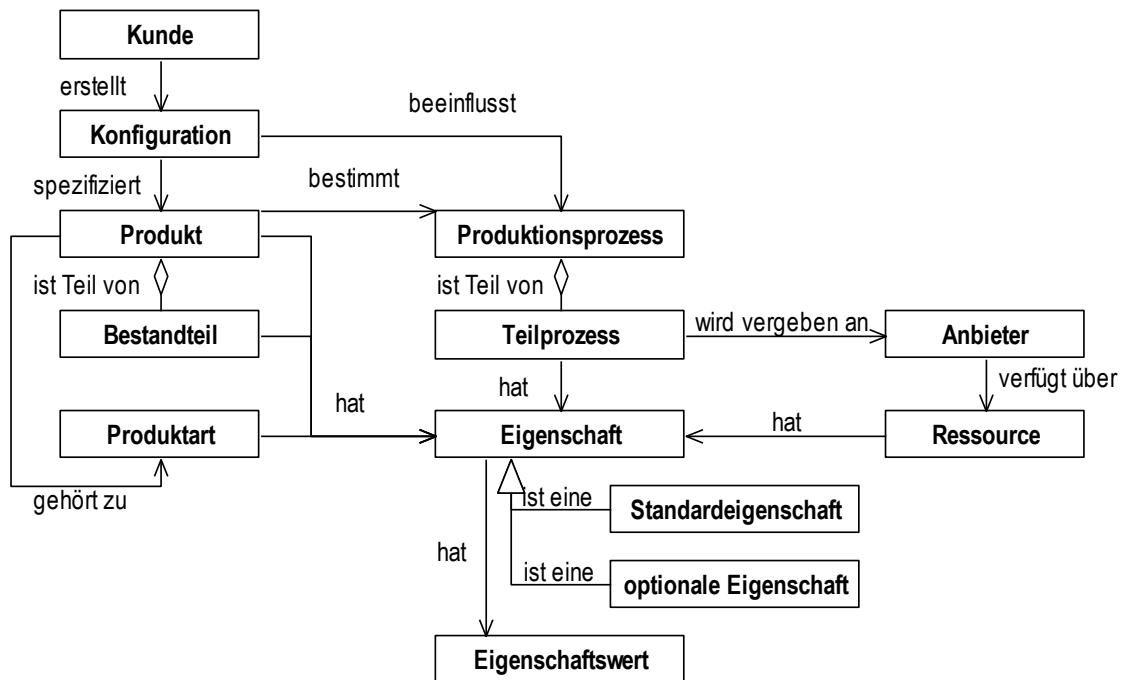 Kunde
erstellt
beeinflusst
Konfiguration
spezifiziert
bestimmt
Produkt
Produktionsprozess
ist Teil von
ist Teil von
Bestandteil
Teilprozess
wird vergeben an
Anbieter
hat
hat
verfügt über
Produktart
Eigenschaft
hat
Ressource
gehört zu
ist eine
Standardeigenschaft
hat
ist eine
optionale Eigenschaft
Eigenschaftswert